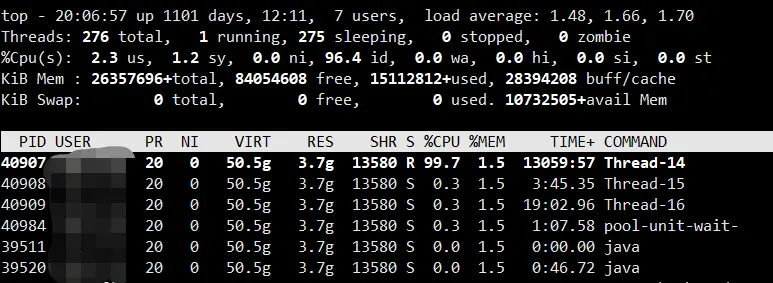 top - 20:06:57 up 1101 days, 12:11,  7 users,  load average: 1.48, 1.66, 1.70
Threads: 276 total,   1 running, 275 sleeping,   0 stopped,   0 zombie
%Cpu(s):  2.3 us,  1.2 sy,  0.0 ni, 96.4 id,  0.0 wa,  0.0 hi,  0.0 si,  0.0 st
KiB Mem : 26357696+total, 84054608 free, 15112812+used, 28394208 buff/cache
KiB Swap:        0 total,        0 free,        0 used. 10732505+avail Mem
PID USER      PR  NI    VIRT    RES    SHR S %CPU %MEM     TIME+ COMMAND
40907 20   0   50.5g   3.7g  13580 R 99.7  1.5  13059:57 Thread-14
40908 20   0   50.5g   3.7g  13580 S  0.3  1.5   3:45.35 Thread-15
40909 20   0   50.5g   3.7g  13580 S  0.3  1.5  19:02.96 Thread-16
40984 20   0   50.5g   3.7g  13580 S  0.3  1.5   1:07.58 pool-unit-wait-
39511 20   0   50.5g   3.7g  13580 S  0.0  1.5   0:00.00 java
39520 20   0   50.5g   3.7g  13580 S  0.0  1.5   0:46.72 java